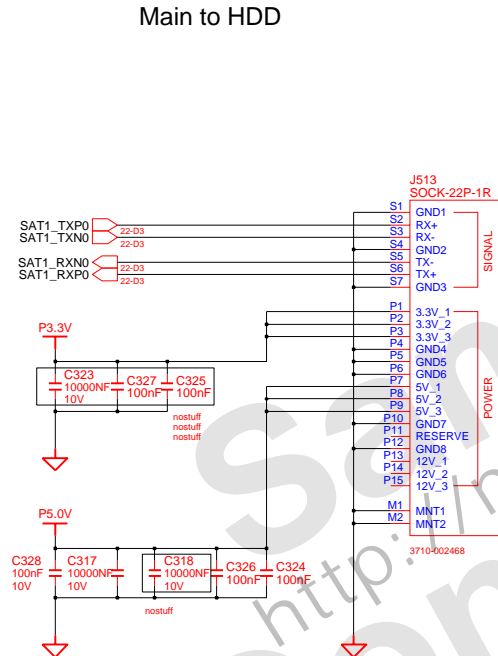 Main to HDD
J513
SOCK-22P-1R
S1 GND1
SAT1_TXP0 22-D3 S2 RX+
SAT1_TXN0 22-D3 S3 RX-
S4 GND2
SAT1_RXN0 22-D3 S5 TX-
SAT1_RXP0 22-D3 S6 TX+
S7 GND3
SIGNAL
P1 3.3V_1
P2 3.3V_2
P3 3.3V_3
P4 GND4
P5 GND5
P6 GND6
P7 5V_1
P8 5V_2
P9 5V_3
P10 GND7
P11 RESERVE
P12 GND8
P13 12V_1
P14 12V_2
P15 12V_3
POWER
M1 MNT1
M2 MNT2
3710-002468
P3.3V
C323
10000NF
10V
C327
100nF
C325
100nF
nostuff
nostuff
nostuff
P5.0V
C328
100nF
10V
C317
10000NF
10V
C318
10000NF
10V
C326
100nF
C324
100nF
nostuff
Sam
http://m